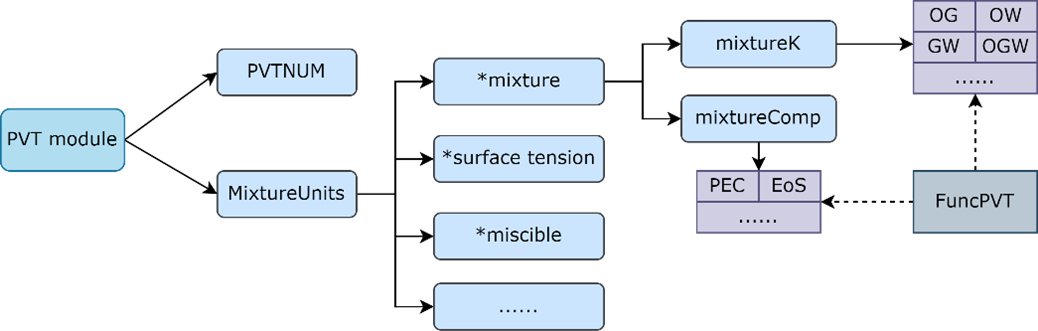 PVT module
PVTNUM
MixtureUnits
*mixture
*surface tension
*miscible
......
mixtureK
mixtureComp
OG OW
GW OGW
......
PEC EoS
......
FuncPVT